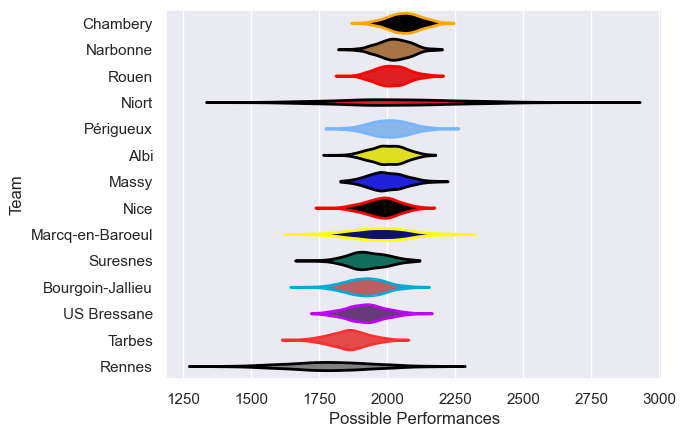 Chambery
Narbonne
Rouen
Niort
Périgueux
Albi
Massy
Nice
Marcq-en-Baroeul
Suresnes
Bourgoin-Jallieu
US Bressane
Tarbes
Rennes
Team
1250 1500 1750 2000 2250 2500 2750 3000
Possible Performances